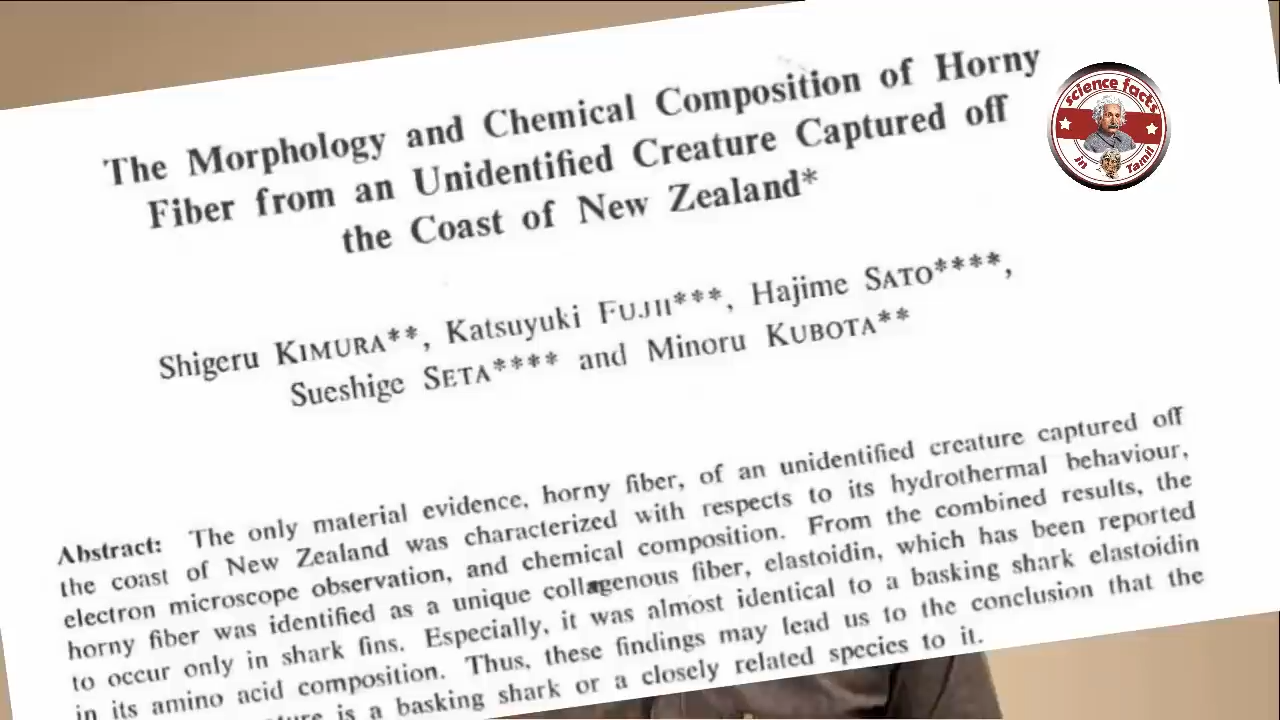 The Morphology and Chemical Composition of Horny
Fiber from an Unidentified Creature Captured off
the Coast of New Zealand*
Shigeru KIMURA**, Katsuyuki FUJII***, Hajime SATO****,
Sueshige SETA**** and Minoru KUBOTA**
Abstract: The only material evidence, horny fiber, of an unidentified creature captured off
the coast of New Zealand was characterized with respects to its hydrothermal behaviour,
electron microscope observation, and chemical composition. From the combined results, the
horny fiber was identified as a unique collagenous fiber, elastoidin, which has been reported
to occur only in shark fins. Especially, it was almost identical to a basking shark elastoidin
in its amino acid composition. Thus, these findings may lead us to the conclusion that the
is a basking shark or a closely related species to it.
science facts
in Tamil